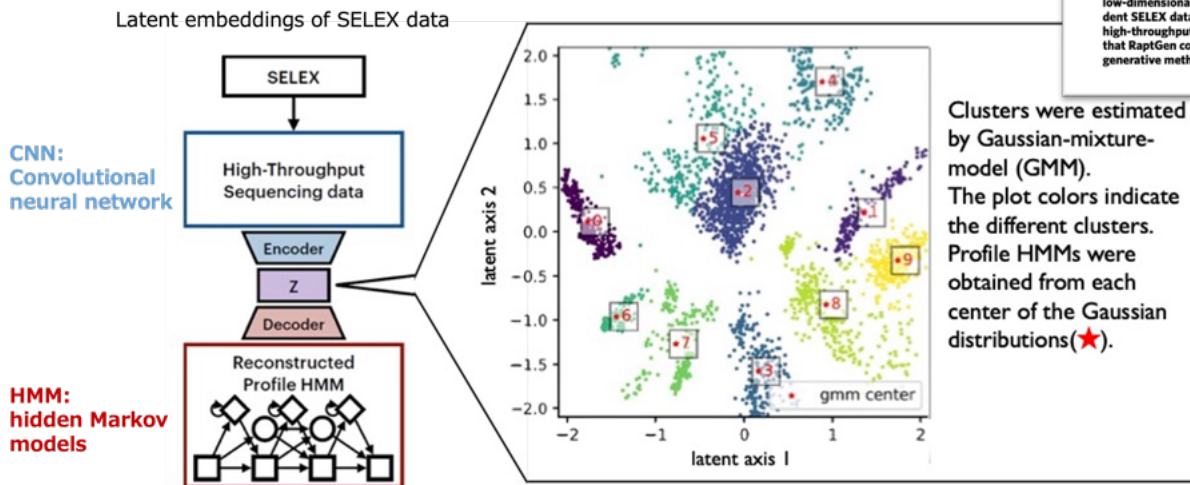 Latent embeddings of SELEX data
low-dimensional
dent SELEX data
high-throughput
that RaptGen co
generative meth
SELEX
CNN:
Convolutional
neural network
High-Throughput
Sequencing data
Encoder
Z
Decoder
HMM:
hidden Markov
models
Reconstructed
Profile HMM
latent axis 2
2.0
1.5
1.0
0.5
0.0
−0.5
−1.0
−1.5
−2.0
4
5
2
0
1
9
8
6
7
3
gmm center
−2
−1
0
1
2
latent axis 1
Clusters were estimated
by Gaussian-mixture-
model (GMM).
The plot colors indicate
the different clusters.
Profile HMMs were
obtained from each
center of the Gaussian
distributions(★).